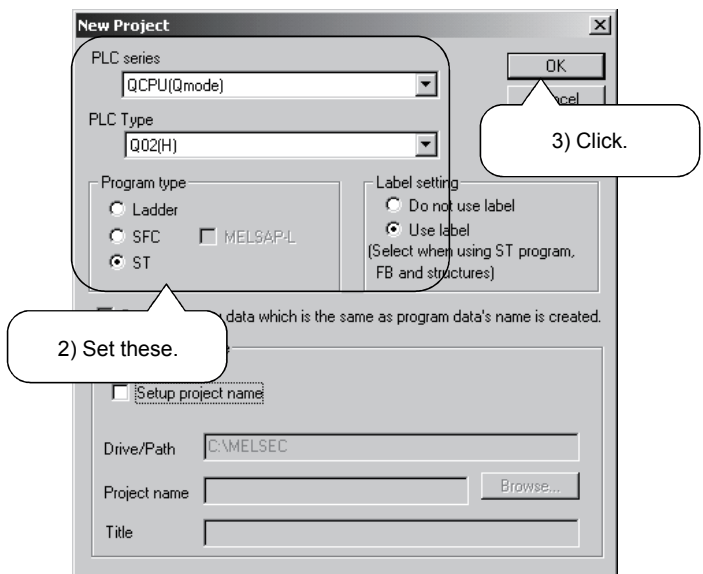 New Project
PLC series
QCPU(Qmode)
OK
PLC Type
Q02(H)
3) Click.
Program type
Label setting
Ladder
Do not use label
SFC
MELSAP-L
Use label
ST
(Select when using ST program,
FB and structures)
data which is the same as program data's name is created.
2) Set these.
Setup project name
Drive/Path
C:\MELSEC
Project name
Browse...
Title